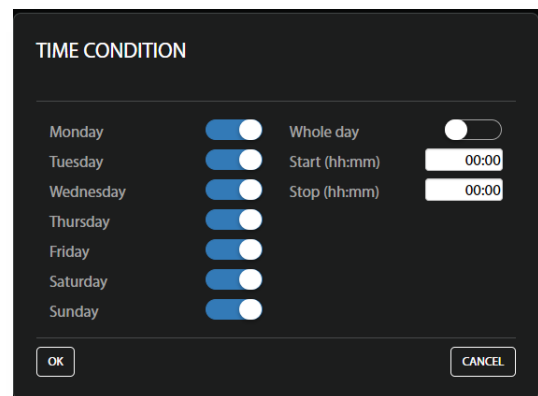 TIME CONDITION
Monday
Whole day
Tuesday
Start (hh:mm)
00:00
Wednesday
Stop (hh:mm)
00:00
Thursday
Friday
Saturday
Sunday
OK
CANCEL